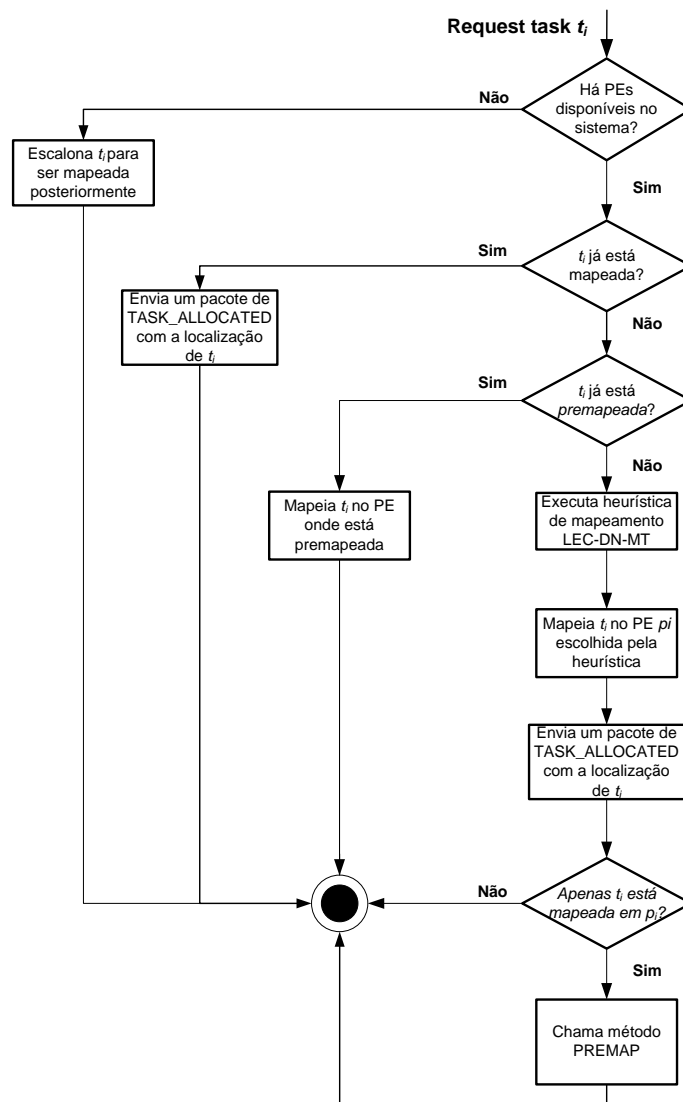 Request task ti
Há PEs
disponíveis no
sistema?
Não
Sim
Escalona ti para
ser mapeada
posteriormente
ti já está
mapeada?
Sim
Não
Envia um pacote de
TASK_ALLOCATED
com a localização
de ti
ti já está
premapeada?
Sim
Não
Mapeia ti no PE
onde está
premapeada
Executa heurística
de mapeamento
LEC-DN-MT
Mapeia ti no PE pi
escolhida pela
heurística
Envia um pacote de
TASK_ALLOCATED
com a localização
de ti
Apenas ti está
mapeada em pi?
Não
Sim
Chama método
PREMAP